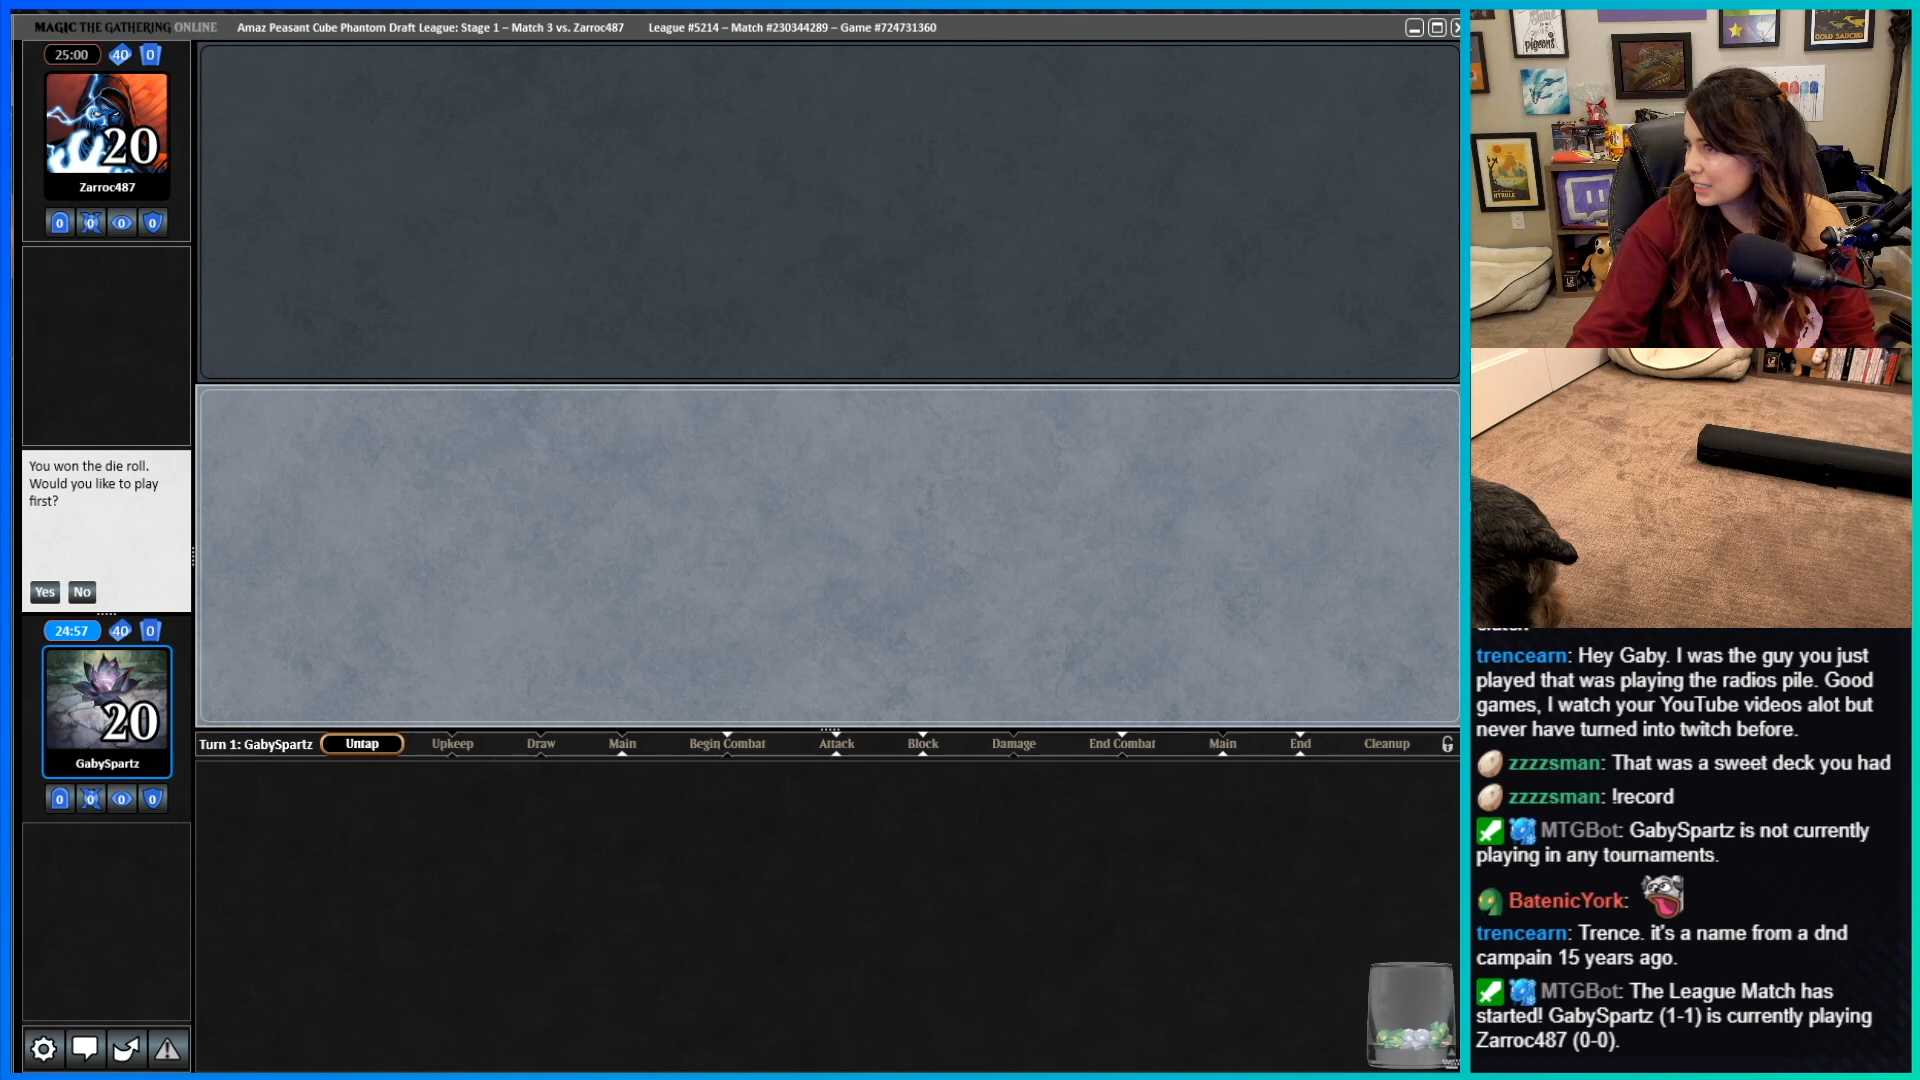 MAGIC THE GATHERING ONLINE
Amaz Peasant Cube Phantom Draft League: Stage 1 – Match 3 vs. Zarroc487
League #5214 – Match #230344289 – Game #724731360
25:00
40
0
20
Zarroc487
0
0
0
0
You won the die roll.
Would you like to play
first?
Yes
No
24:57
40
0
20
GabySpartz
0
0
0
0
Turn 1: GabySpartz
Untap
Upkeep
Draw
Main
Begin Combat
Attack
Block
Damage
End Combat
Main
End
Cleanup
pigeons
GOLD SAUCER
HYRULE
trencearn: Hey Gaby. I was the guy you just
played that was playing the radios pile. Good
games, I watch your YouTube videos alot but
never have turned into twitch before.
zzzzsman: That was a sweet deck you had
zzzzsman: !record
MTGBot: GabySpartz is not currently
playing in any tournaments.
BatenicYork:
trencearn: Trence. it's a name from a dnd
campain 15 years ago.
MTGBot: The League Match has
started! GabySpartz (1-1) is currently playing
Zarroc487 (0-0).